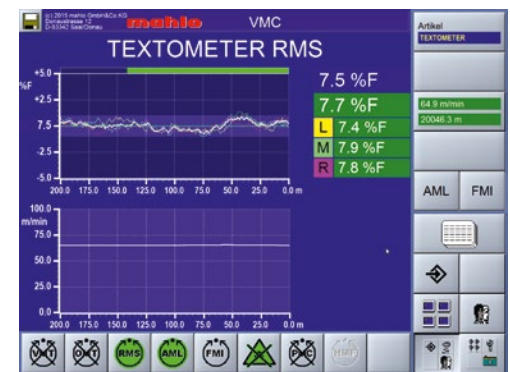 (c) 2015 mahlo GmbH&Co.KG
Donaustrasse 12
D-93342 Saal/Donau
mahlo
VMC
Artikel
TEXTOMETER
TEXTOMETER RMS
%F
+5.0
+2.5
7.5
-2.5
-5.0
200.0 175.0 150.0 125.0 100.0 75.0 50.0 25.0 0.0 m
7.5 %F
7.7 %F
L 7.4 %F
M 7.9 %F
R 7.8 %F
64.9 m/min
20046.3 m
AML FMI
100.0
m/min
75.0
50.0
25.0
0.0
200.0 175.0 150.0 125.0 100.0 75.0 50.0 25.0 0.0 m
VMT OMT RMS AML FMI PMC HMF